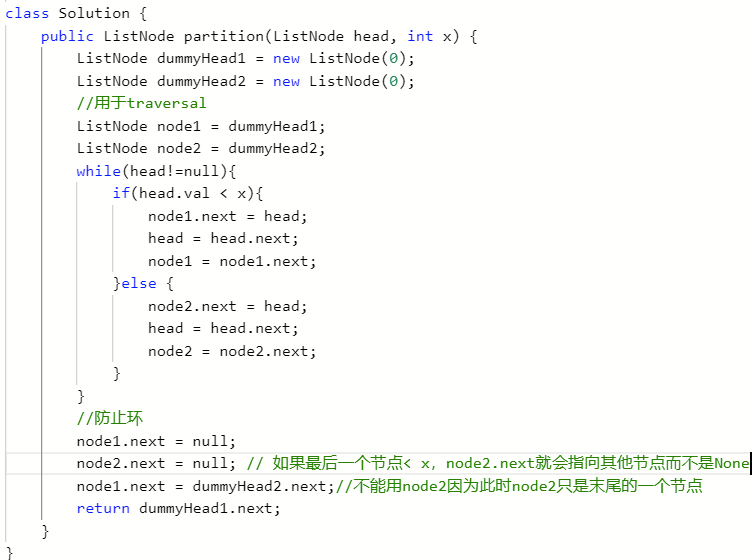 class Solution {
    public ListNode partition(ListNode head, int x) {
        ListNode dummyHead1 = new ListNode(0);
        ListNode dummyHead2 = new ListNode(0);
        //用于traversal
        ListNode node1 = dummyHead1;
        ListNode node2 = dummyHead2;
        while(head!=null){
            if(head.val < x){
                node1.next = head;
                head = head.next;
                node1 = node1.next;
            }else {
                node2.next = head;
                head = head.next;
                node2 = node2.next;
            }
        }
        //防止环
        node1.next = null;
        node2.next = null; // 如果最后一个节点< x，node2.next就会指向其他节点而不是None
        node1.next = dummyHead2.next;//不能用node2因为此时node2只是末尾的一个节点
        return dummyHead1.next;
    }
}